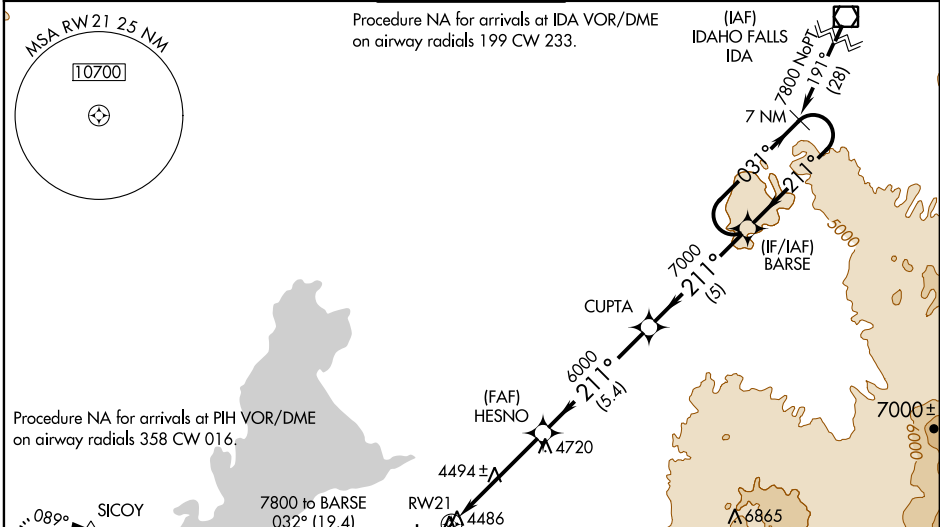 MSA RW21 25 NM
10700
Procedure NA for arrivals at IDA VOR/DME
on airway radials 199 CW 233.
(IAF)
IDAHO FALLS
IDA
7800 NoPT
191°
(28)
7 NM
031°
211°
(IF/IAF)
BARSE
5000
7000
211°
(5)
CUPTA
6000
211°
(5.4)
(FAF)
HESNO
4720
4494±
7000±
6000
Procedure NA for arrivals at PIH VOR/DME
on airway radials 358 CW 016.
089°
SICOY
7800 to BARSE
032° (19.4)
RW21
4486
6865